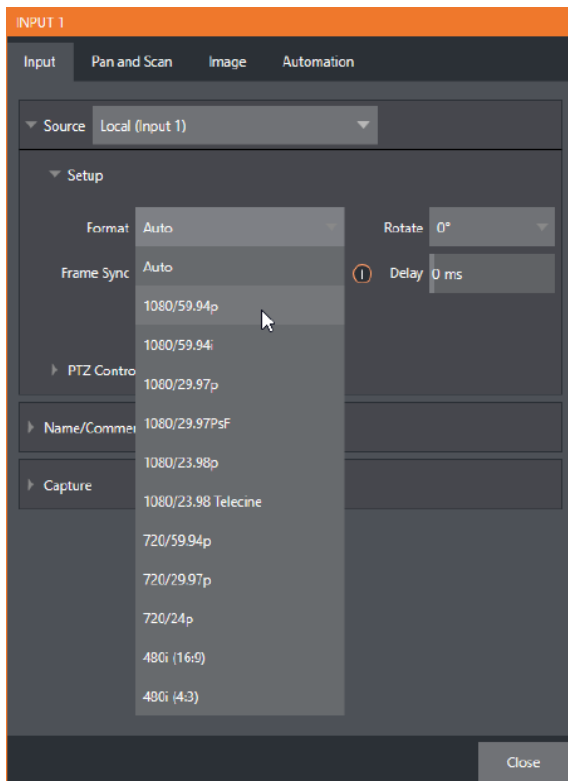 INPUT 1
Input Pan and Scan Image Automation
Source Local (Input 1)
Setup
Format Auto Rotate 0°
Frame Sync Auto Delay 0 ms
1080/59.94p
1080/59.94i
PTZ Contro 1080/29.97p
Name/Commer 1080/29.97PsF
1080/23.98p
Capture 1080/23.98 Telecine
720/59.94p
720/29.97p
720/24p
480i (16:9)
480i (4:3)
Close